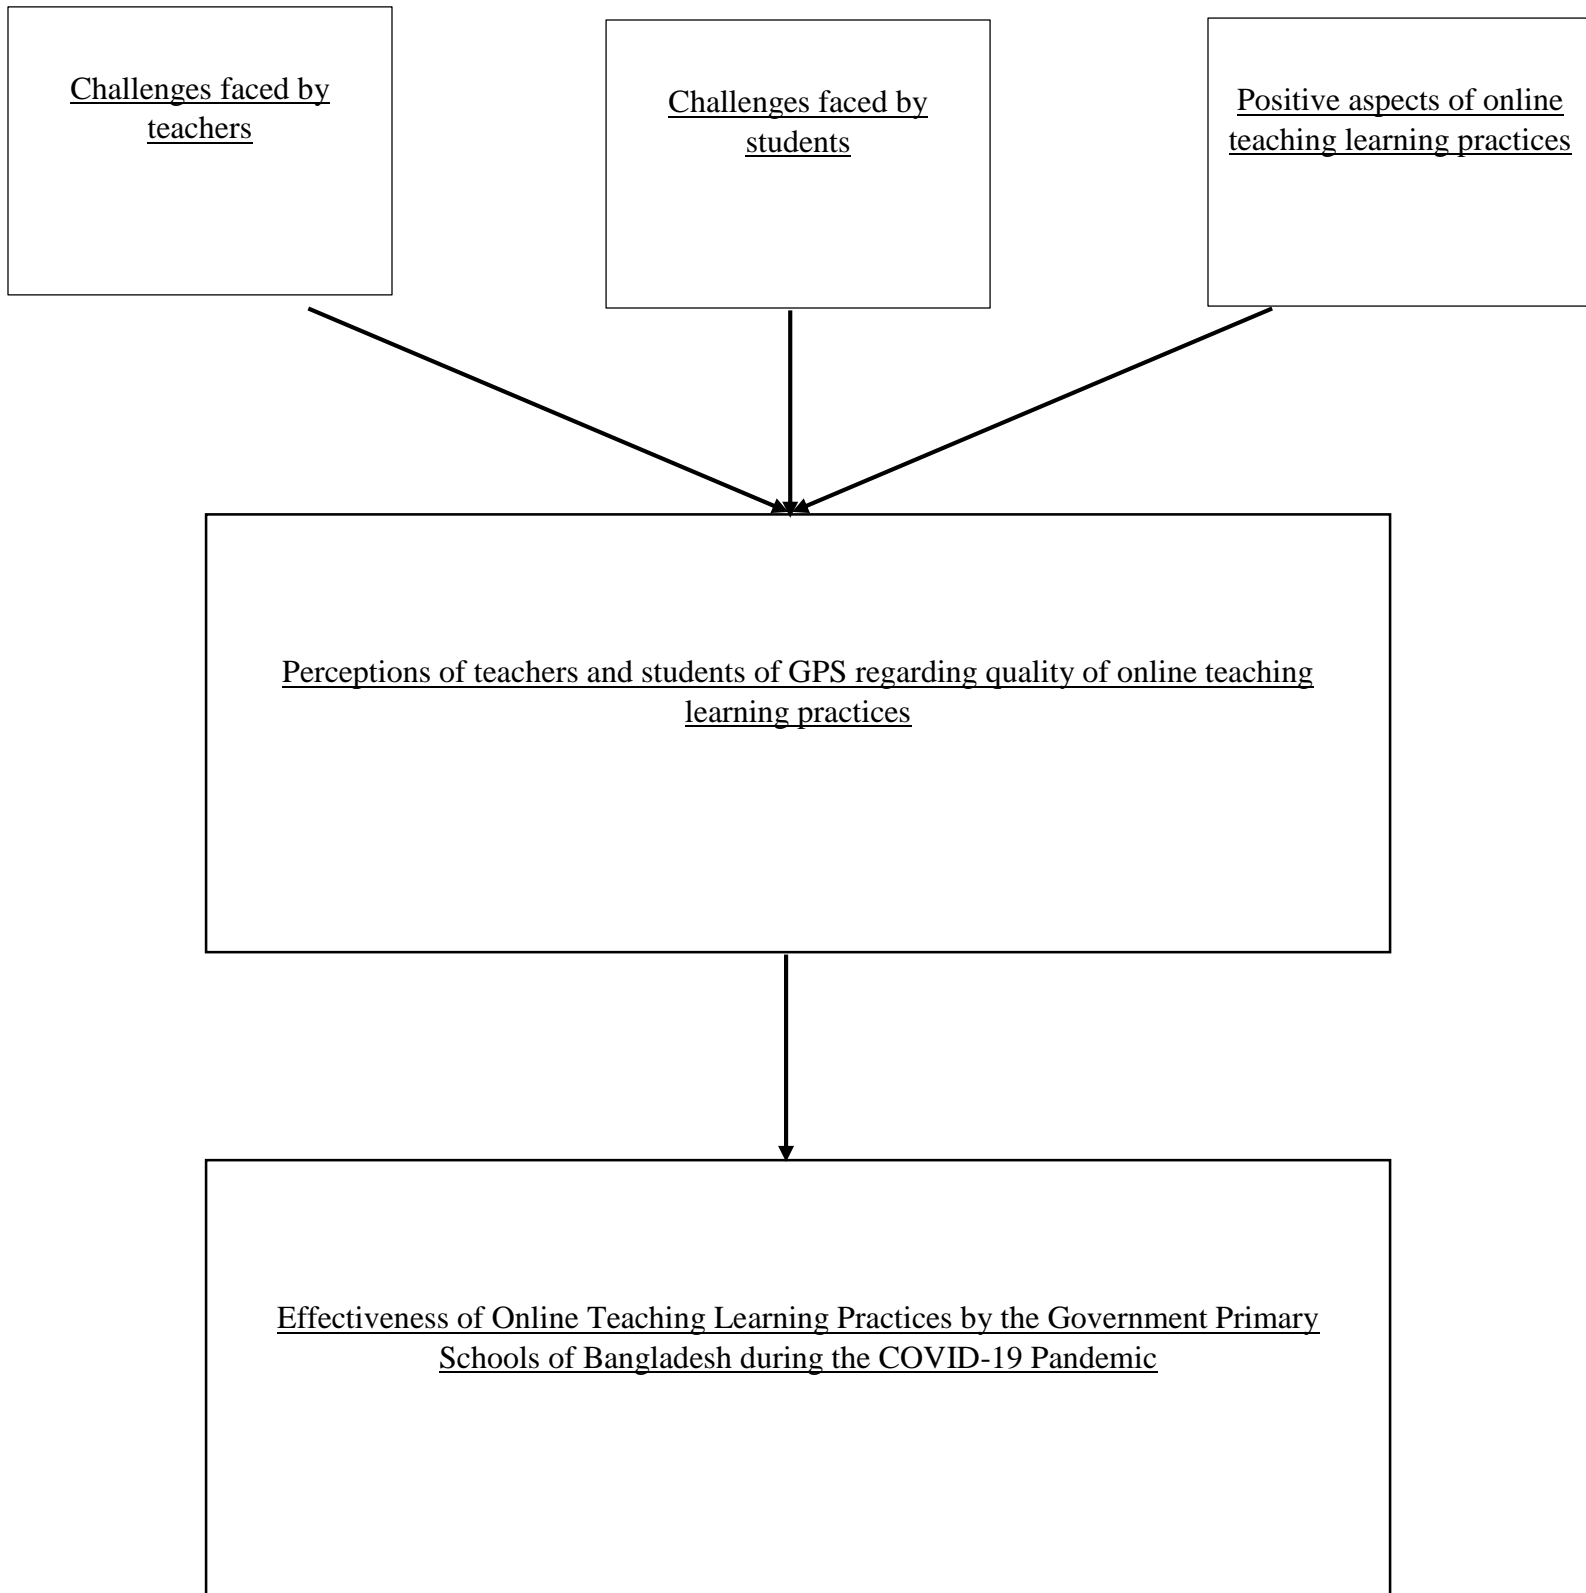 Challenges faced by
teachers
Challenges faced by
students
Positive aspects of online
teaching learning practices
Perceptions of teachers and students of GPS regarding quality of online teaching
learning practices
Effectiveness of Online Teaching Learning Practices by the Government Primary
Schools of Bangladesh during the COVID-19 Pandemic